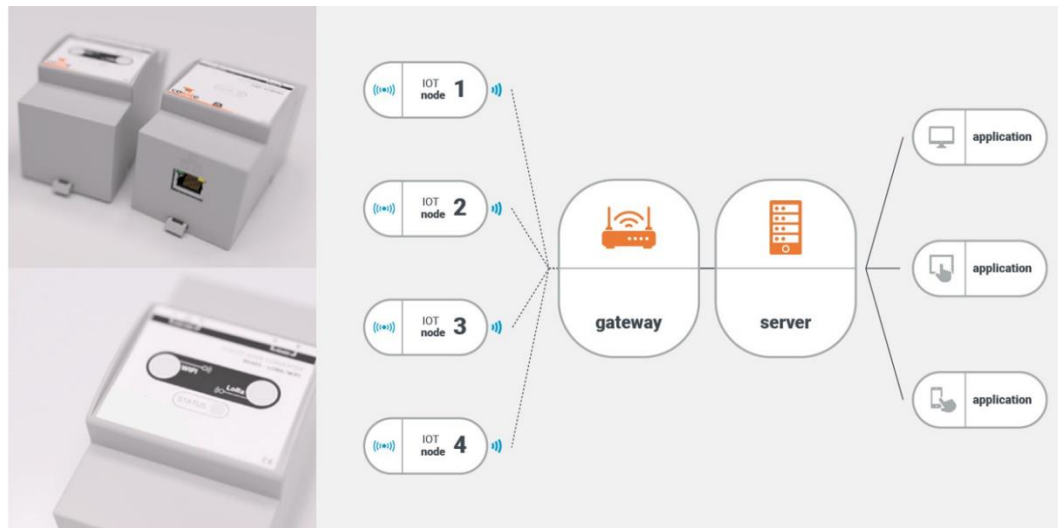 WiFi
LoRa
STATUS
IOT
node 1
IOT
node 2
IOT
node 3
IOT
node 4
gateway
server
application
application
application